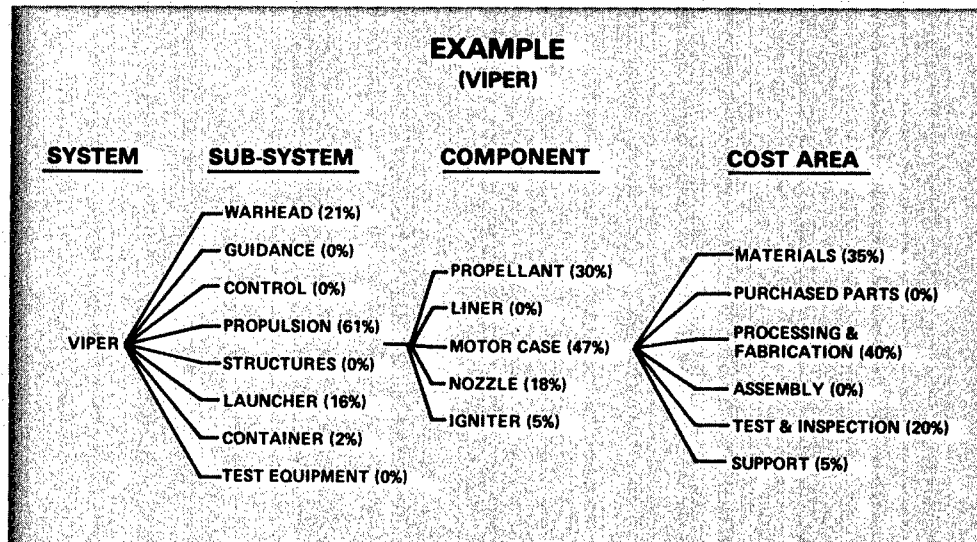 EXAMPLE
(VIPER)
SYSTEM
SUB-SYSTEM
COMPONENT
COST AREA
VIPER
WARHEAD (21%)
GUIDANCE (0%)
CONTROL (0%)
PROPULSION (61%)
STRUCTURES (0%)
LAUNCHER (16%)
CONTAINER (2%)
TEST EQUIPMENT (0%)
PROPELLANT (30%)
LINER (0%)
MOTOR CASE (47%)
NOZZLE (18%)
IGNITER (5%)
MATERIALS (35%)
PURCHASED PARTS (0%)
PROCESSING &
FABRICATION (40%)
ASSEMBLY (0%)
TEST & INSPECTION (20%)
SUPPORT (5%)